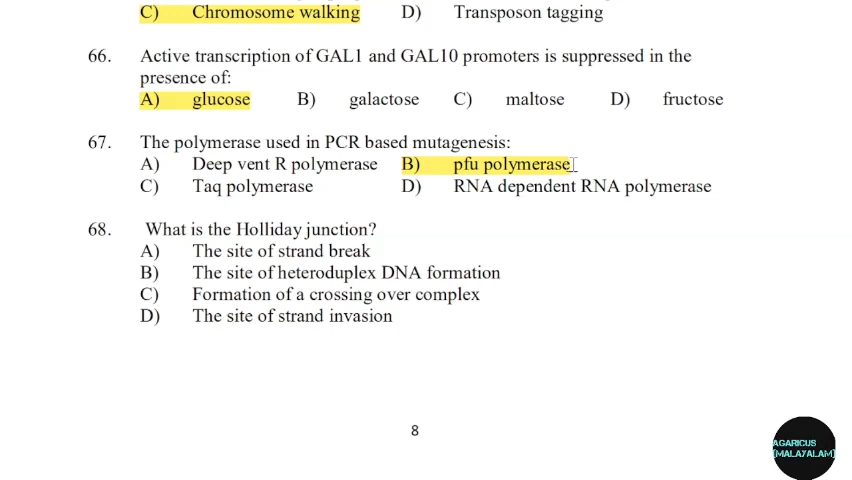 C) Chromosome walking D) Transposon tagging
66. Active transcription of GAL1 and GAL10 promoters is suppressed in the
presence of:
A) glucose B) galactose C) maltose D) fructose
67. The polymerase used in PCR based mutagenesis:
A) Deep vent R polymerase B) pfu polymerase
C) Taq polymerase D) RNA dependent RNA polymerase
68. What is the Holliday junction?
A) The site of strand break
B) The site of heteroduplex DNA formation
C) Formation of a crossing over complex
D) The site of strand invasion
8
AGARICUS
[MALAYALAM]